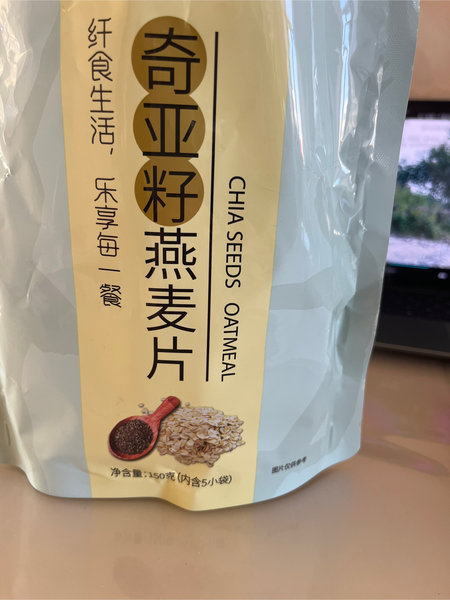 纤食生活，
乐享每一餐
奇亚籽燕麦片
CHIA SEEDS OATMEAL
净含量:150克(内含5小袋)
图片仅供参考